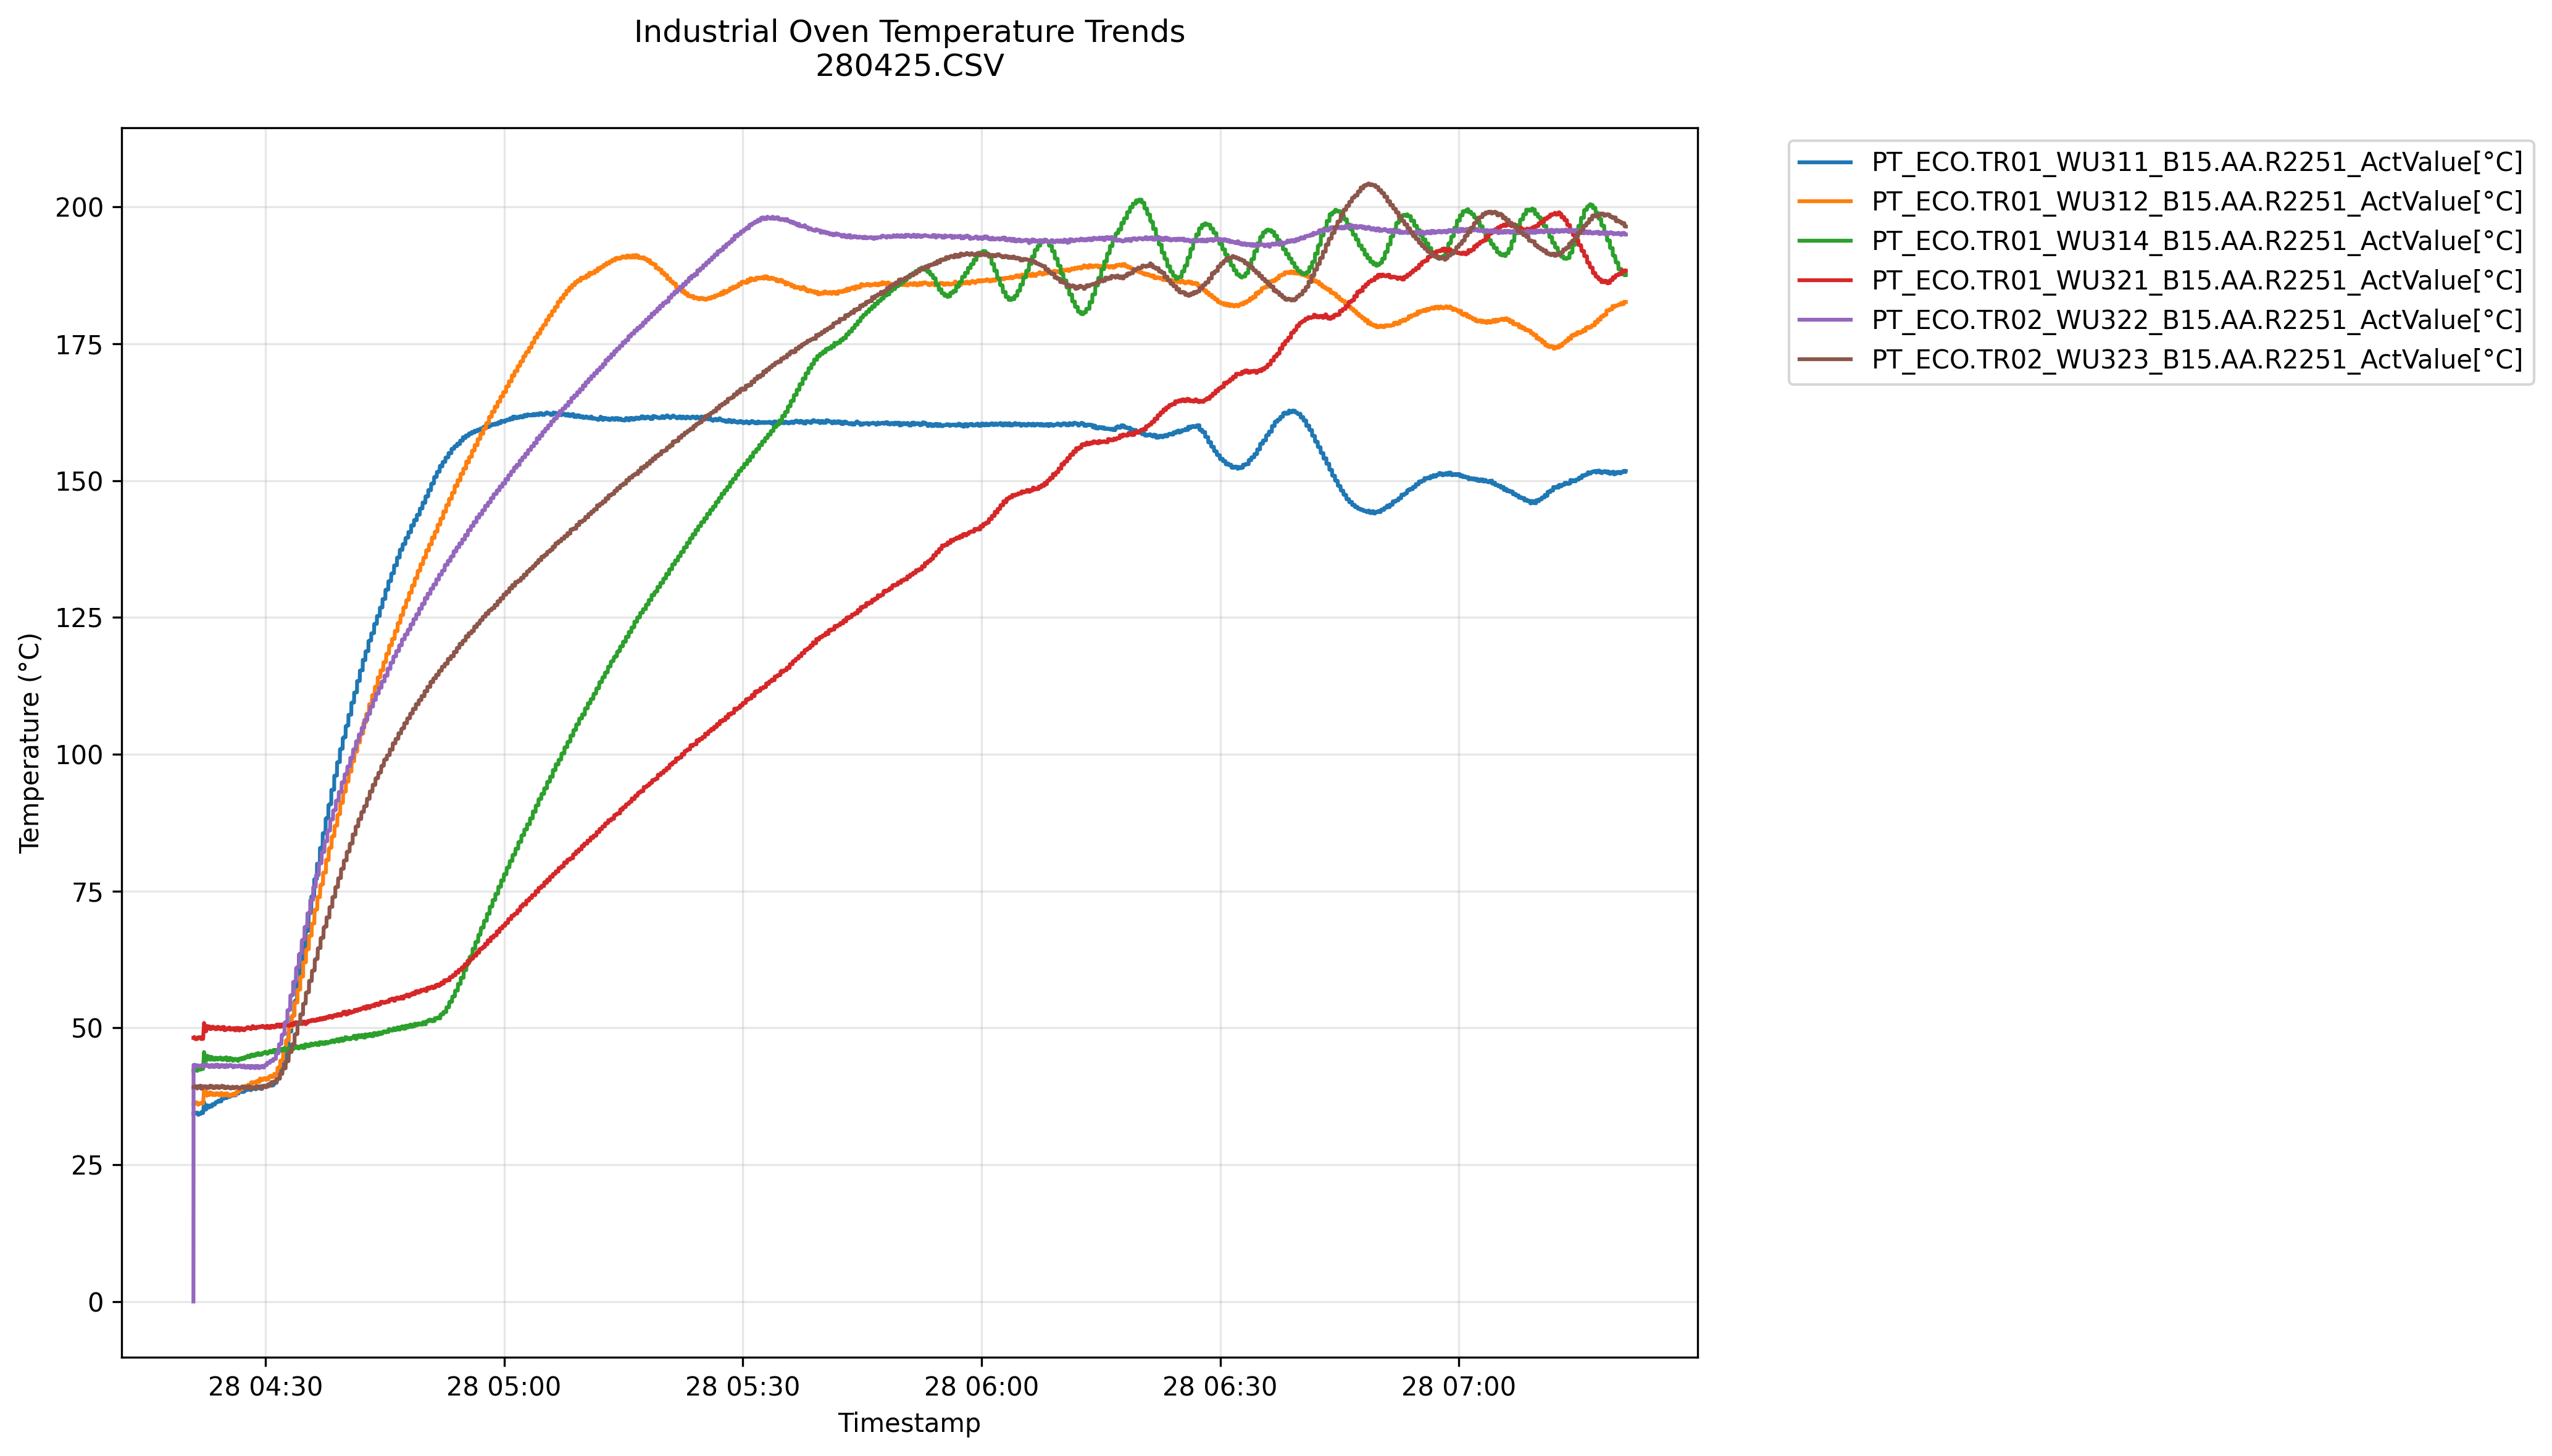 Industrial Oven Temperature Trends
280425.CSV
PT_ECO.TR01_WU311_B15.AA.R2251_ActValue[°C]
PT_ECO.TR01_WU312_B15.AA.R2251_ActValue[°C]
PT_ECO.TR01_WU314_B15.AA.R2251_ActValue[°C]
PT_ECO.TR01_WU321_B15.AA.R2251_ActValue[°C]
PT_ECO.TR02_WU322_B15.AA.R2251_ActValue[°C]
PT_ECO.TR02_WU323_B15.AA.R2251_ActValue[°C]
Temperature (°C)
200
175
150
125
100
75
50
25
0
28 04:30 28 05:00 28 05:30 28 06:00 28 06:30 28 07:00
Timestamp